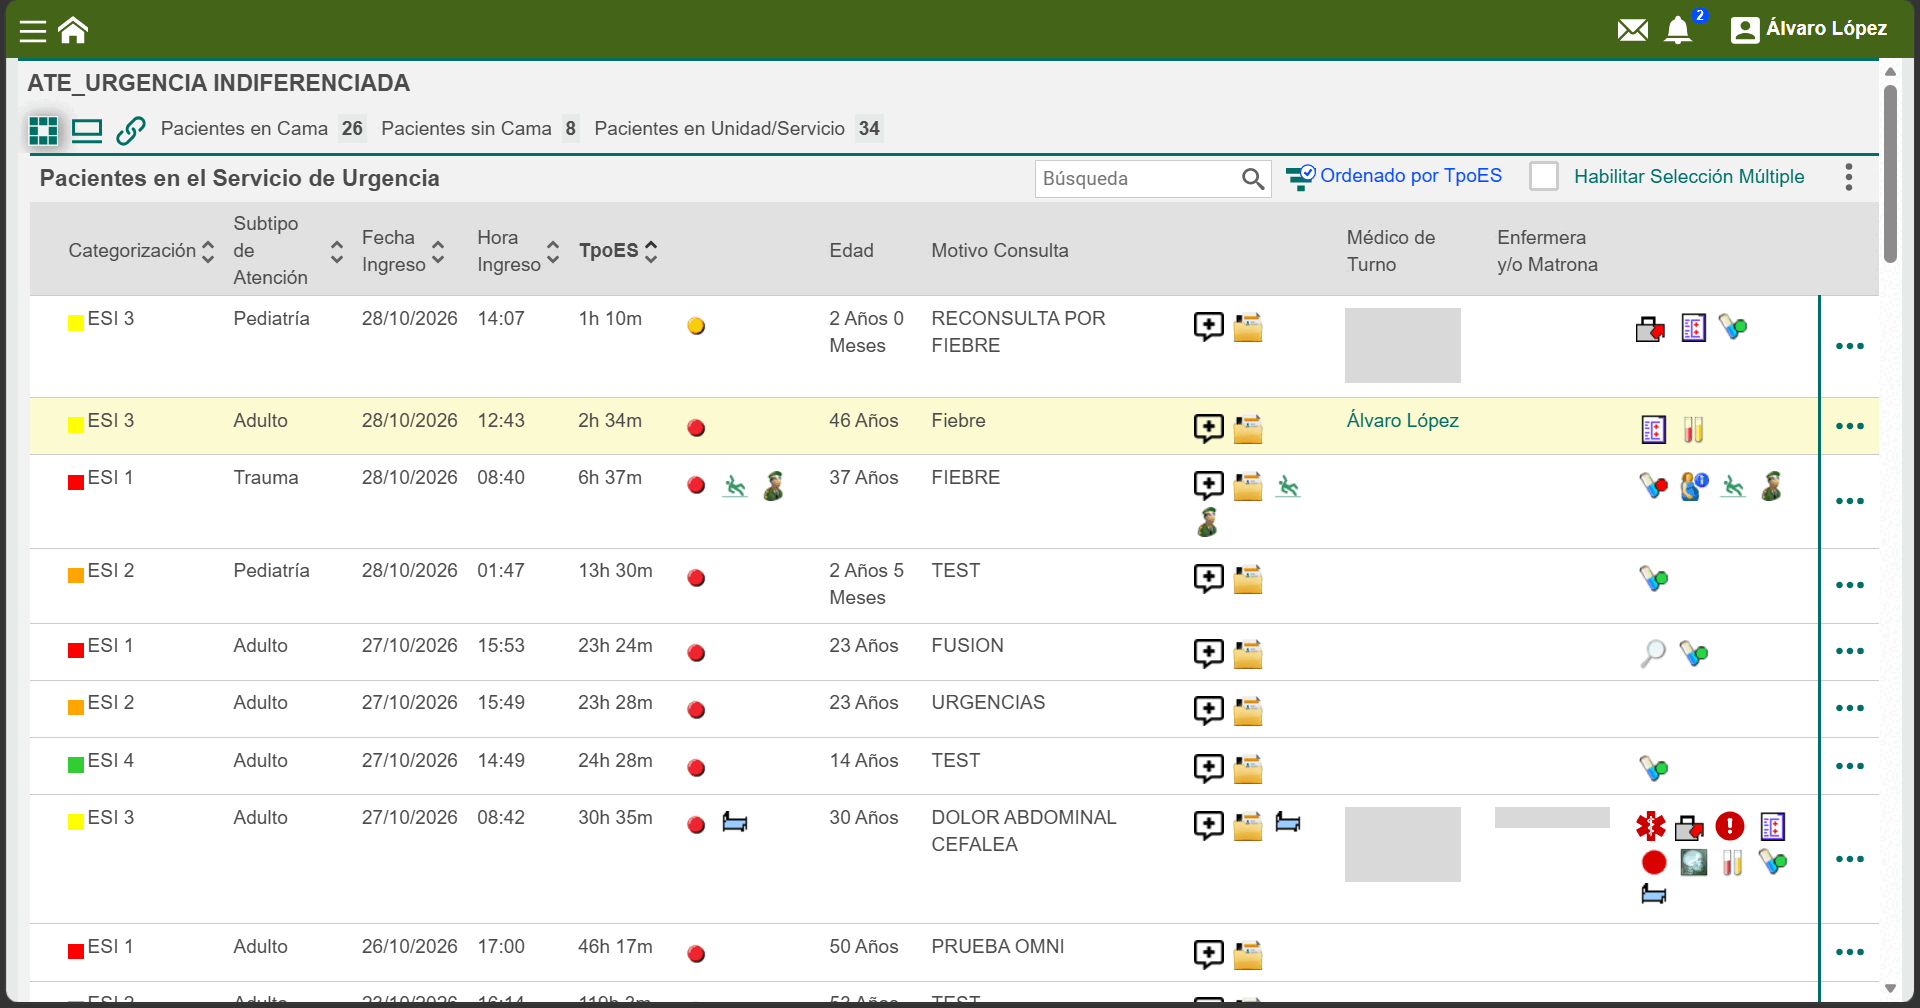 2
Álvaro López
ATE_URGENCIA INDIFERENCIADA
Pacientes en Cama 26 Pacientes sin Cama 8 Pacientes en Unidad/Servicio 34
Pacientes en el Servicio de Urgencia
Búsqueda
Ordenado por TpoES
Habilitar Selección Múltiple
Categorización
Subtipo
de
Atención
Fecha
Ingreso
Hora
Ingreso
TpoES
Edad
Motivo Consulta
Médico de
Turno
Enfermera
y/o Matrona
ESI 3 Pediatría 28/10/2026 14:07 1h 10m 2 Años 0 RECONSULTA POR
Meses FIEBRE
ESI 3 Adulto 28/10/2026 12:43 2h 34m 46 Años Fiebre Álvaro López
ESI 1 Trauma 28/10/2026 08:40 6h 37m 37 Años FIEBRE
ESI 2 Pediatría 28/10/2026 01:47 13h 30m 2 Años 5 TEST
Meses
ESI 1 Adulto 27/10/2026 15:53 23h 24m 23 Años FUSION
ESI 2 Adulto 27/10/2026 15:49 23h 28m 23 Años URGENCIAS
ESI 4 Adulto 27/10/2026 14:49 24h 28m 14 Años TEST
ESI 3 Adulto 27/10/2026 08:42 30h 35m 30 Años DOLOR ABDOMINAL
CEFALEA
ESI 1 Adulto 26/10/2026 17:00 46h 17m 50 Años PRUEBA OMNI
Adulto TEST